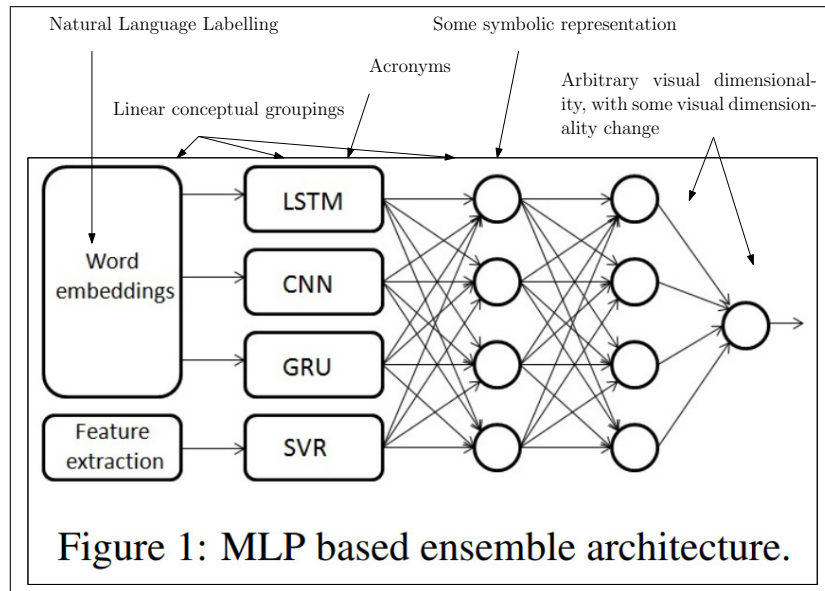 Natural Language Labelling
Some symbolic representation
Acronyms
Arbitrary visual dimensional-
ity, with some visual dimension-
ality change
Linear conceptual groupings
Word
embeddings
LSTM
CNN
GRU
Feature
extraction
SVR
Figure 1: MLP based ensemble architecture.